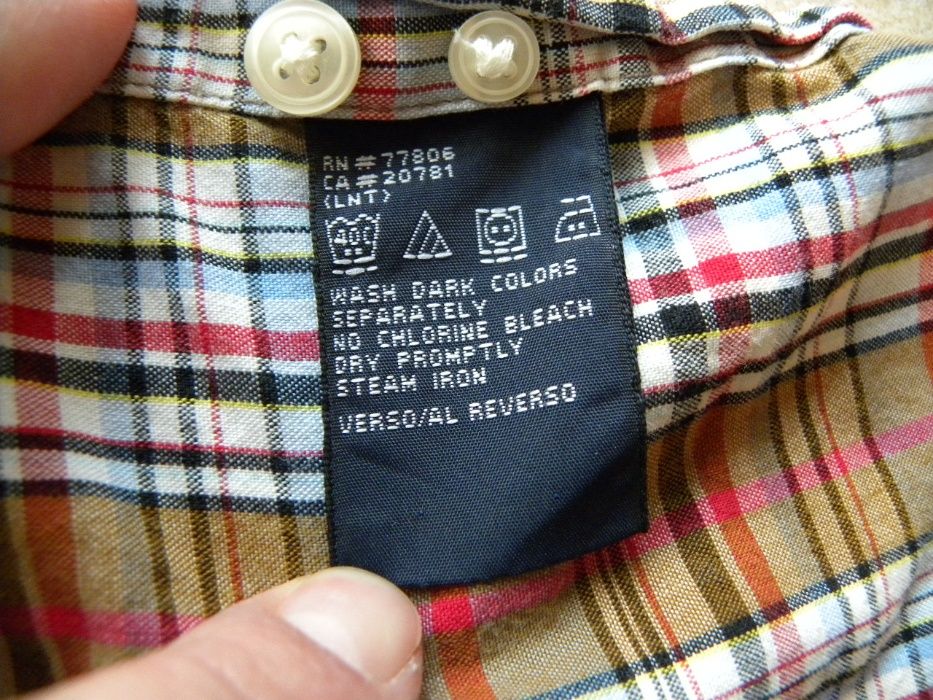 RN # 77806
CA # 20781
(LNT)
40
WASH DARK COLORS
SEPARATELY
NO CHLORINE BLEACH
DRY PROMPTLY
STEAM IRON
VERSO/AL REVERSO